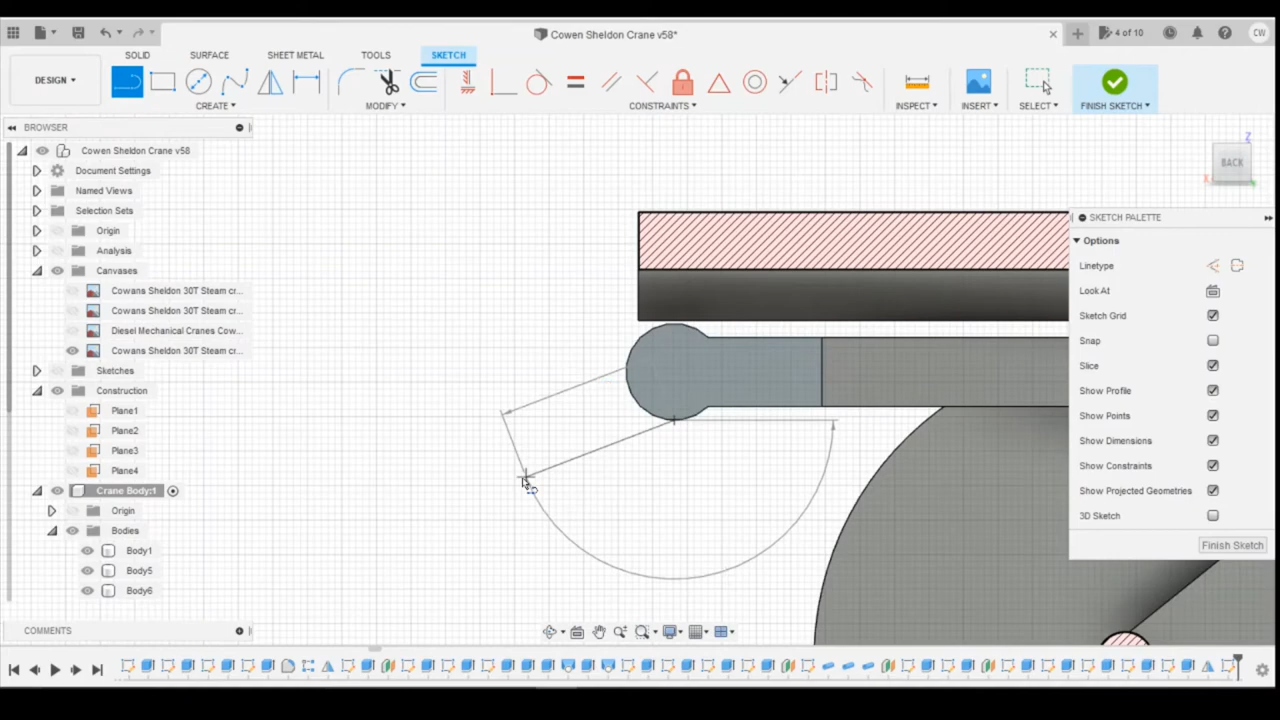 Cowen Sheldon Crane v58*
4 of 10
CW
DESIGN
SOLID
SURFACE
SHEET METAL
TOOLS
SKETCH
CREATE
MODIFY
CONSTRAINTS
INSPECT
INSERT
SELECT
FINISH SKETCH
BROWSER
Cowen Sheldon Crane v58
Document Settings
Named Views
Selection Sets
Origin
Analysis
Canvases
Cowans Sheldon 30T Steam cr...
Cowans Sheldon 30T Steam cr...
Diesel Mechanical Cranes Cow...
Cowans Sheldon 30T Steam cr...
Sketches
Construction
Plane1
Plane2
Plane3
Plane4
Crane Body:1
Origin
Bodies
Body1
Body5
Body6
COMMENTS
Z
BACK
X
SKETCH PALETTE
Options
Linetype
Look At
Sketch Grid
Snap
Slice
Show Profile
Show Points
Show Dimensions
Show Constraints
Show Projected Geometries
3D Sketch
Finish Sketch